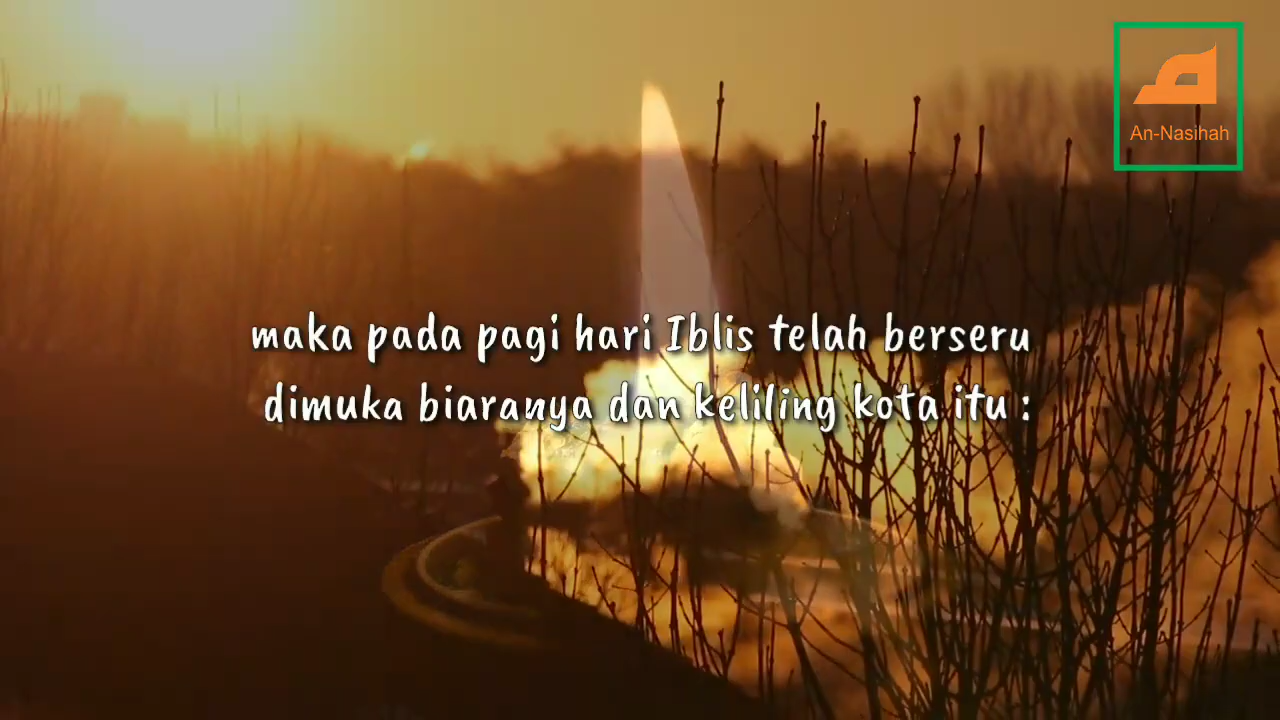 An-Nasihah
maka pada pagi hari Iblis telah berseru
dimuka biaranya dan keliling kota itu :